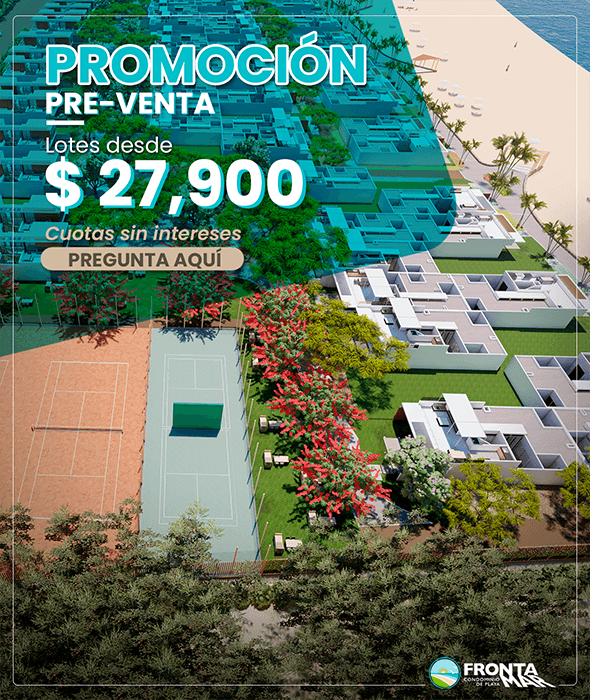 PROMOCIÓN
PRE-VENTA
Lotes desde
$ 27,900
Cuotas sin intereses
PREGUNTA AQUÍ
FRONTA
MAR
CONDOMINIO
DE PLAYA